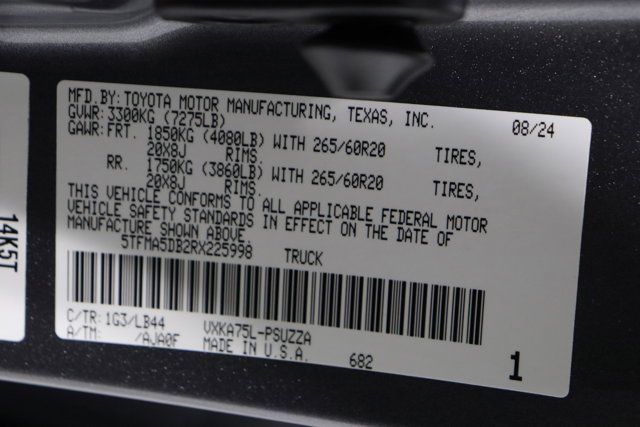 MFD.BY:TOYOTA MOTOR MANUFACTURING, TEXAS, INC. 08/24
GVWR:3300KG (7275LB)
GAWR:FRT. 1850KG (4080LB) WITH 265/60R20 TIRES,
20X8J RIMS.
RR. 1750KG (3860LB) WITH 265/60R20 TIRES,
20X8J RIMS.
THIS VEHICLE CONFORMS TO ALL APPLICABLE FEDERAL MOTOR
VEHICLE SAFETY STANDARDS IN EFFECT ON THE DATE OF
MANUFACTURE SHOWN ABOVE.
5TFMA5DB2RX225998 TRUCK
C/TR:1G3/LB44 VXKA75L-PSUZZA
A/TM: /AJA0F MADE IN U.S.A. 682
1
14K5T